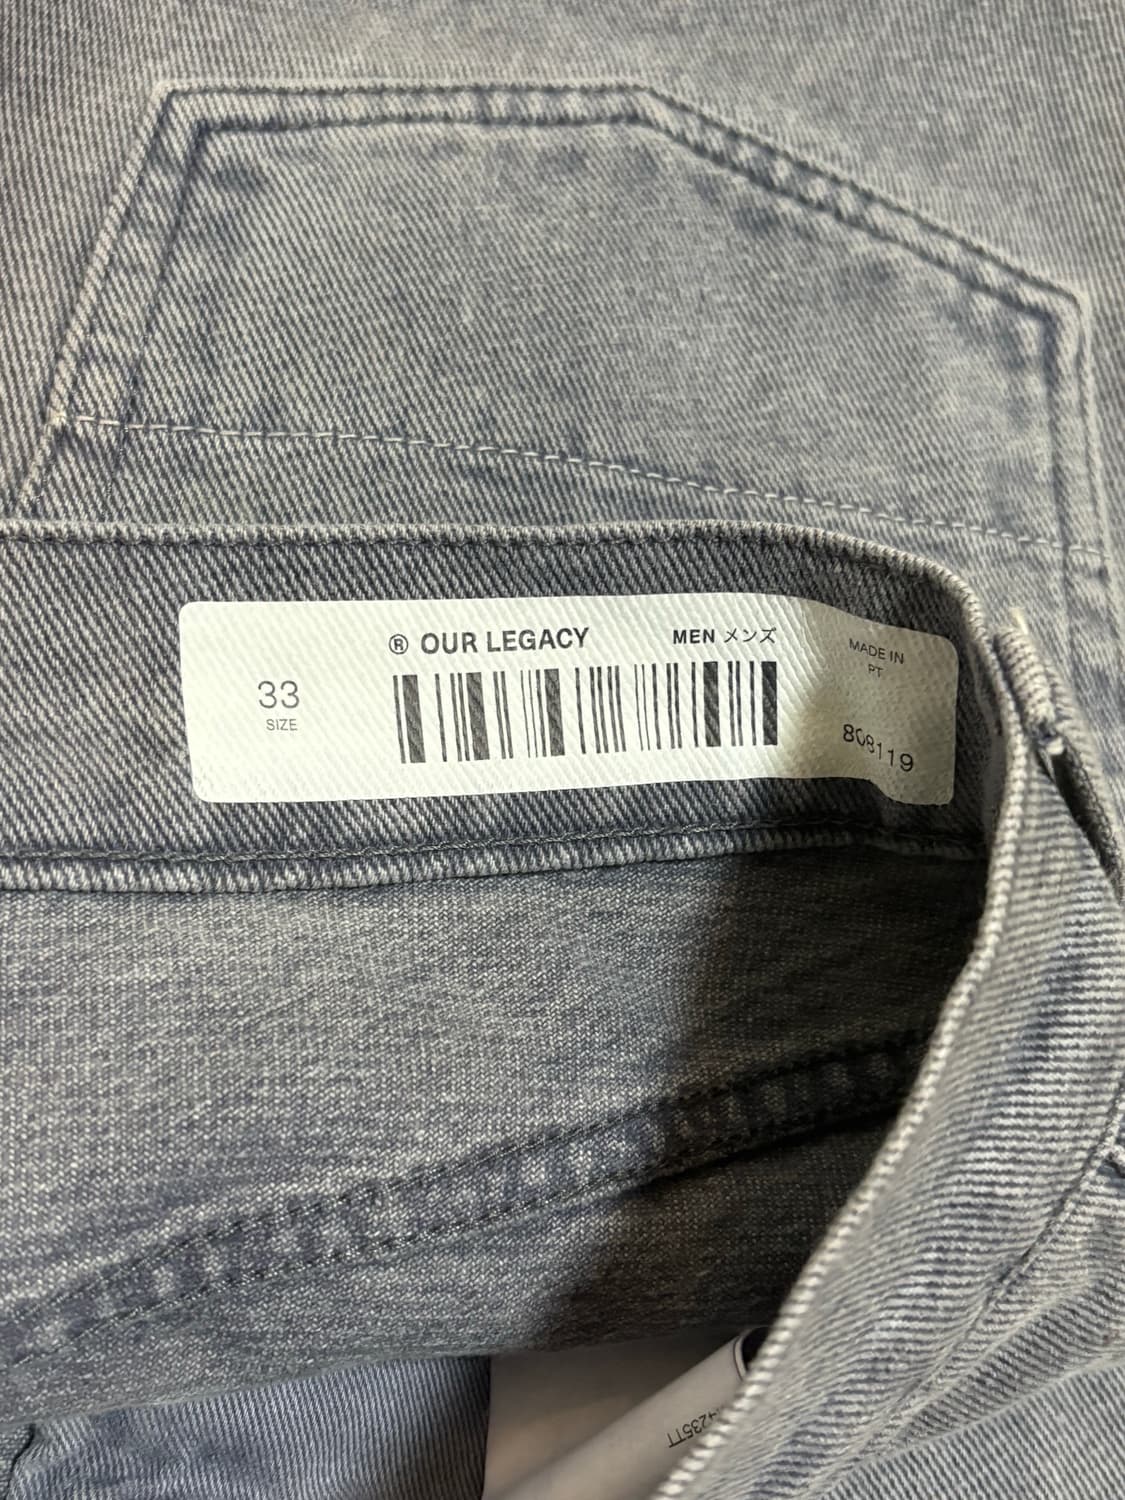 ® OUR LEGACY
MEN メンズ
MADE IN
PT
33
SIZE
808119